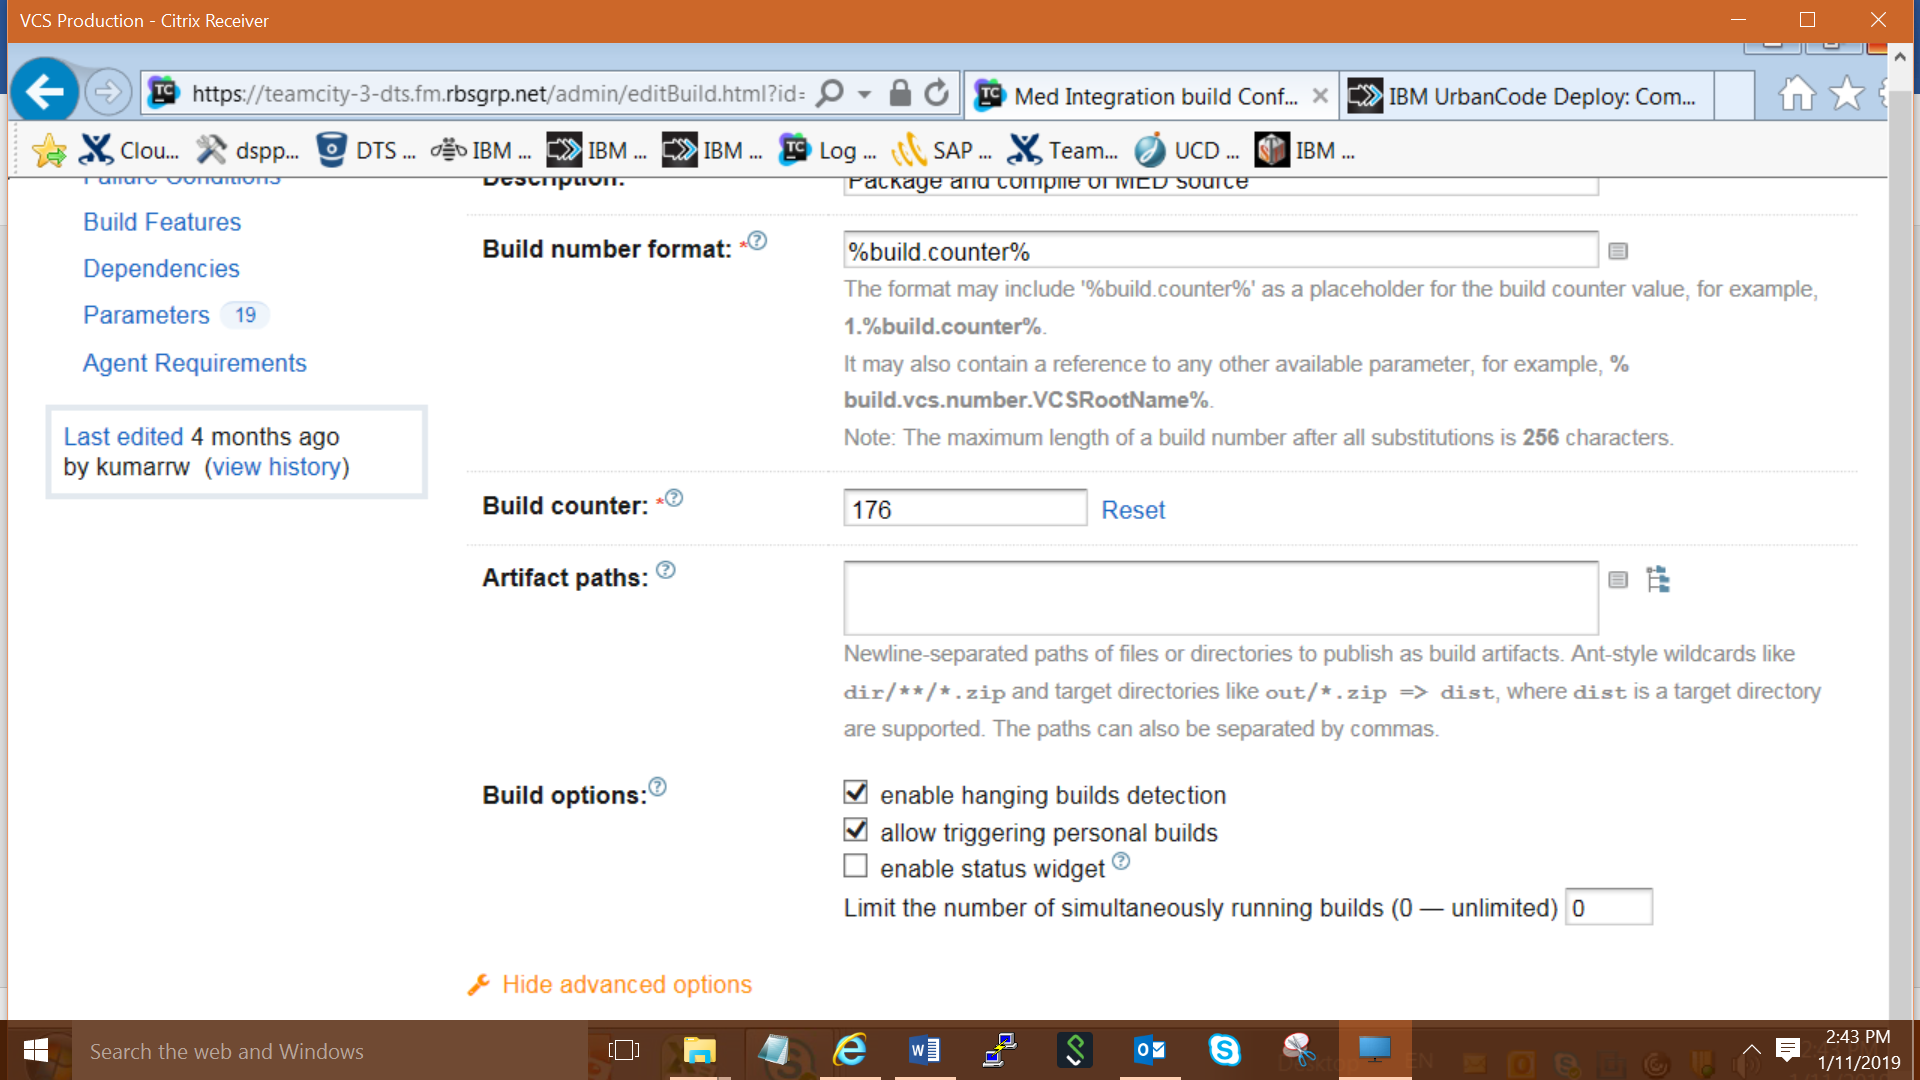 VCS Production - Citrix Receiver
https://teamcity-3-dts.fm.rbsgrp.net/admin/editBuild.html?id=
Med Integration build Conf...
IBM UrbanCode Deploy: Com...
Clou... dspp... DTS ... IBM ... IBM ... IBM ... Log ... SAP ... Team... UCD ... IBM ...
Failure Conditions
Description: Package and compile of MED source
Build Features
Build number format: * %build.counter%
Dependencies
The format may include '%build.counter%' as a placeholder for the build counter value, for example,
Parameters 19
1.%build.counter%.
Agent Requirements
It may also contain a reference to any other available parameter, for example, %
build.vcs.number.VCSRootName%.
Note: The maximum length of a build number after all substitutions is 256 characters.
Last edited 4 months ago
by kumarrw (view history)
Build counter: * 176 Reset
Artifact paths:
Newline-separated paths of files or directories to publish as build artifacts. Ant-style wildcards like
dir/**/*.zip and target directories like out/*.zip => dist, where dist is a target directory
are supported. The paths can also be separated by commas.
Build options:
enable hanging builds detection
allow triggering personal builds
enable status widget
Limit the number of simultaneously running builds (0 — unlimited) 0
Hide advanced options
Search the web and Windows
2:43 PM
1/11/2019